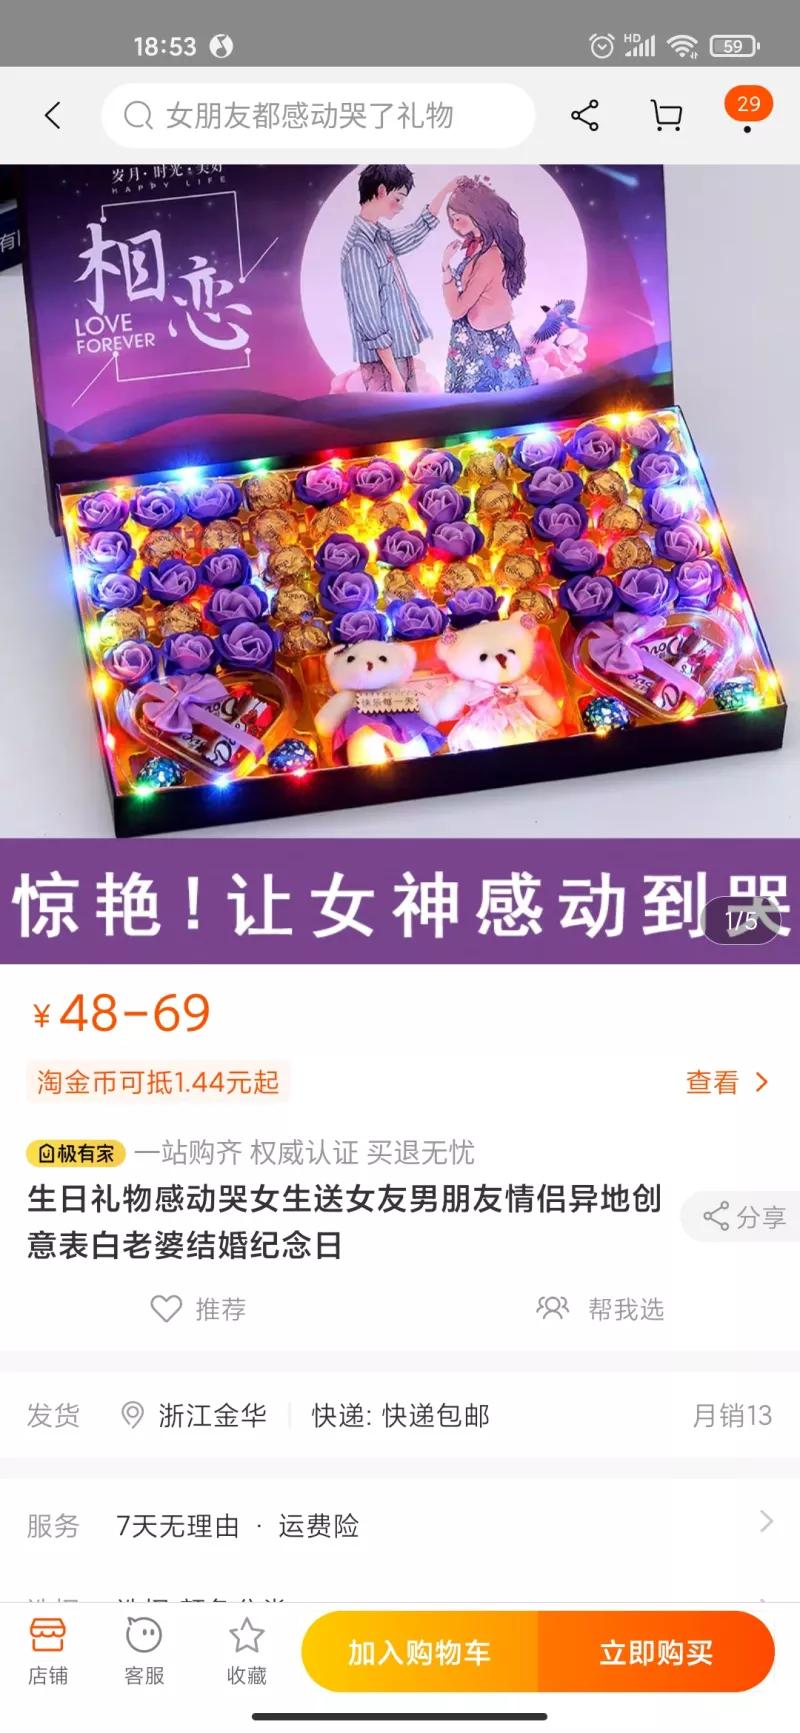 18:53
HD
59
女朋友都感动哭了礼物
29
岁月·时光·美好
HAPPY LIFE
相恋
LOVE
FOREVER
快乐每一天
Dove
惊艳！让女神感动到哭
1/5
¥48-69
淘金币可抵1.44元起
查看
极有家 一站购齐 权威认证 买退无忧
生日礼物感动哭女生送女友男朋友情侣异地创
意表白老婆结婚纪念日
分享
推荐
帮我选
发货 浙江金华 快递: 快递包邮 月销13
服务 7天无理由 · 运费险
店铺
客服
收藏
加入购物车
立即购买